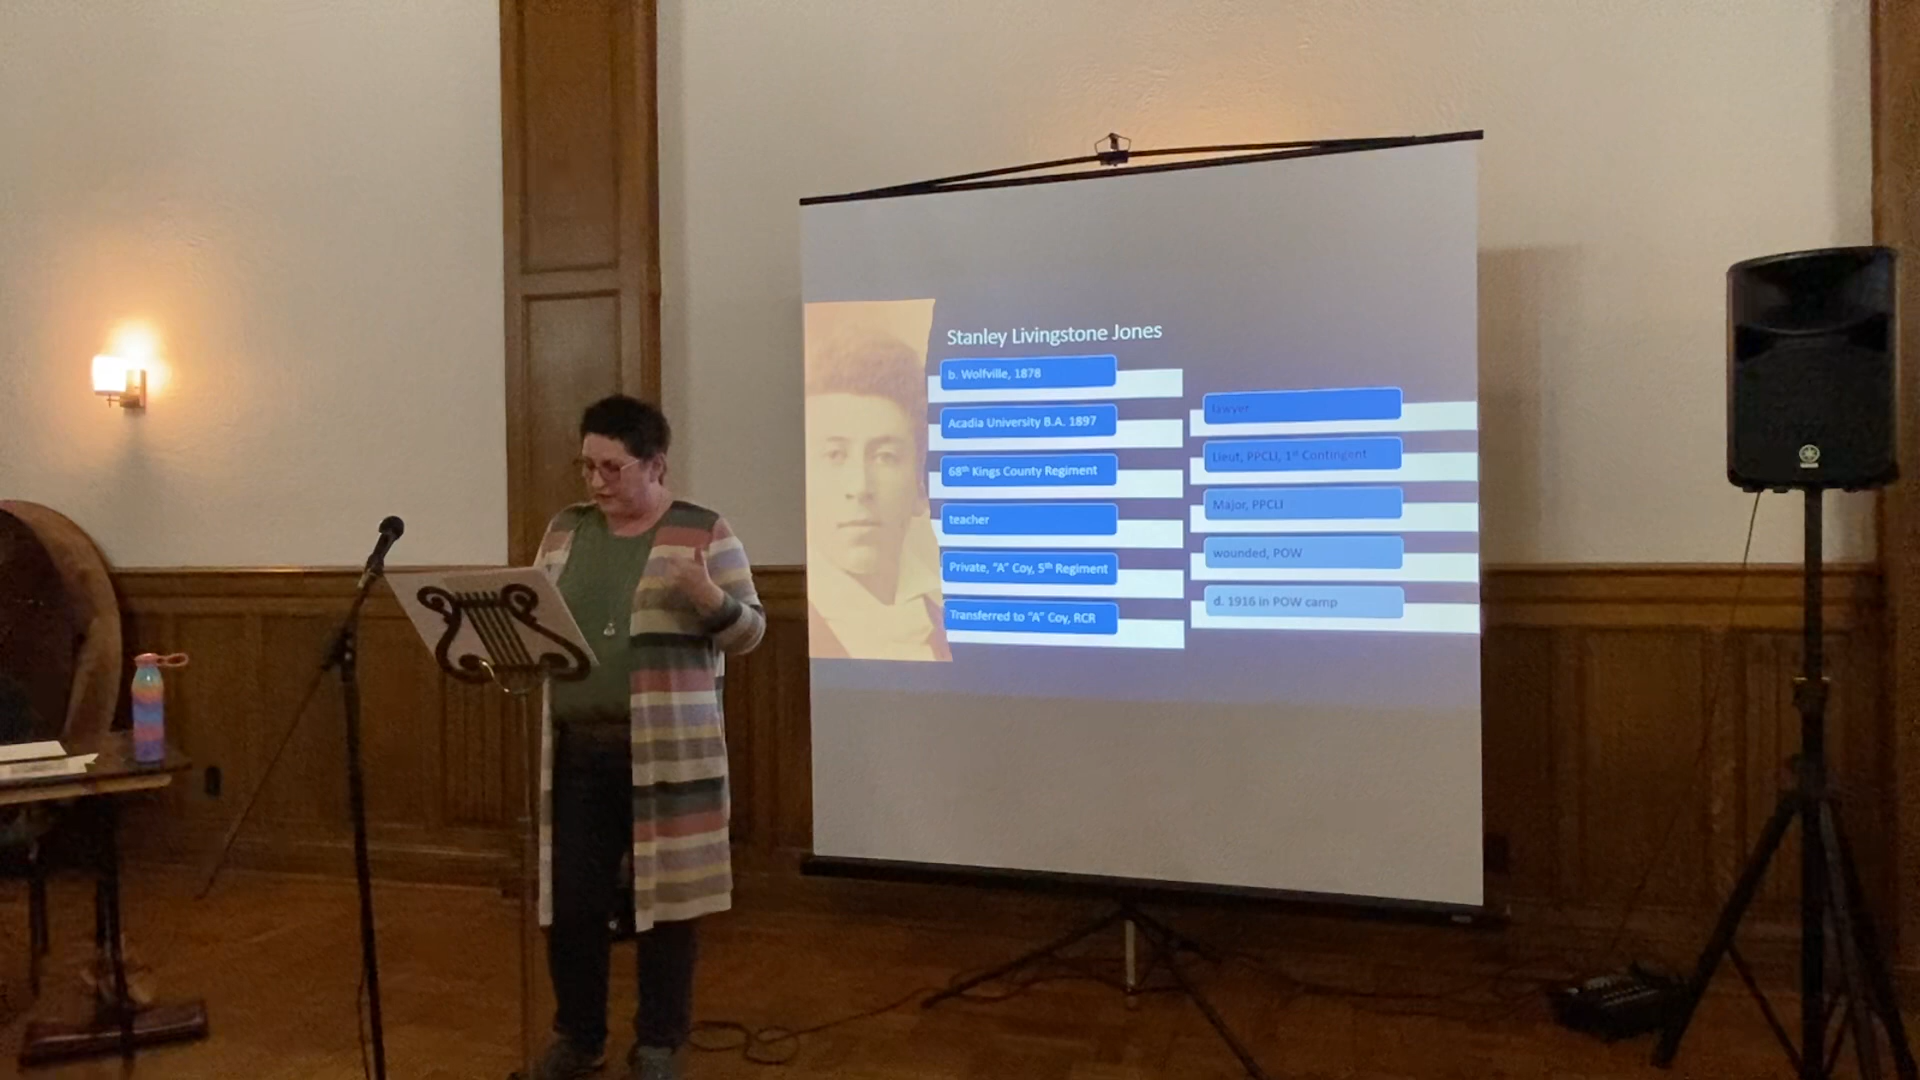 Stanley Livingstone Jones
b. Wolfville, 1878
Acadia University B.A. 1897
68th Kings County Regiment
teacher
Private, "A" Coy, 5th Regiment
Transferred to "A" Coy, RCR
lawyer
Lieut, PPCLI, 1st Contingent
Major, PPCLI
wounded, POW
d. 1916 in POW camp